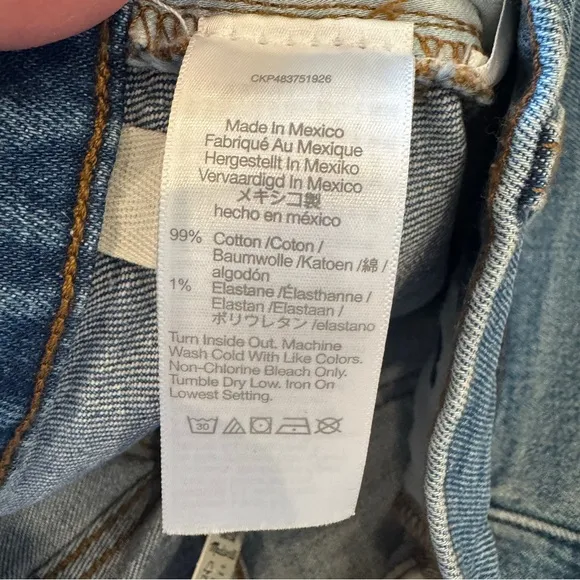 CKP483751926
Made In Mexico
Fabriqué Au Mexique
Hergestellt In Mexiko
Vervaardigd In Mexico
メキシコ製
hecho en méxico
99% Cotton /Coton /
Baumwolle /Katoen /綿 /
algodón
1% Elastane /Élasthanne /
Elastan /Elastaan /
ポリウレタン /elastano
Turn Inside Out. Machine
Wash Cold With Like Colors.
Non-Chlorine Bleach Only.
Tumble Dry Low. Iron On
Lowest Setting.
30